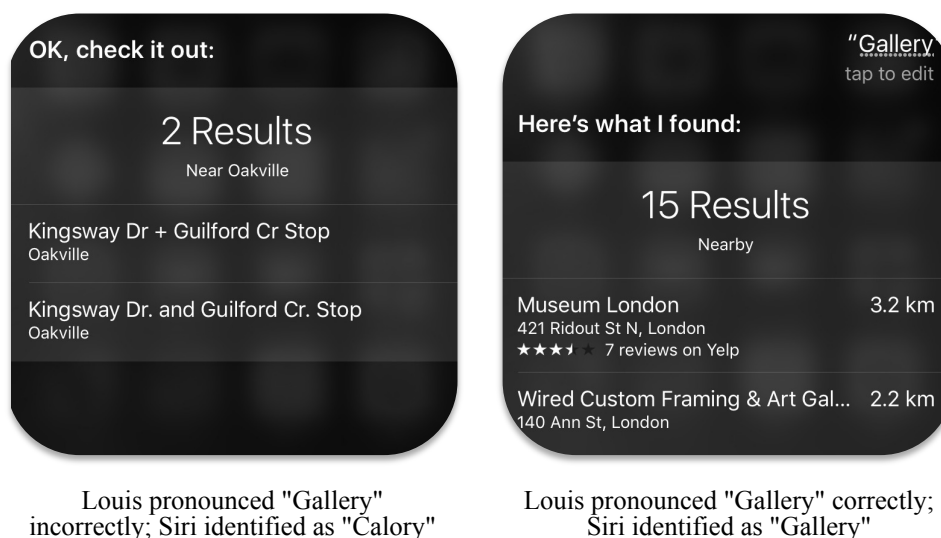 OK, check it out:
2 Results
Near Oakville
Kingsway Dr + Guilford Cr Stop
Oakville
Kingsway Dr. and Guilford Cr. Stop
Oakville
Louis pronounced "Gallery"
incorrectly; Siri identified as "Calory"
"Gallery
tap to edit
Here's what I found:
15 Results
Nearby
Museum London 3.2 km
421 Ridout St N, London
7 reviews on Yelp
Wired Custom Framing & Art Gal... 2.2 km
140 Ann St, London
Louis pronounced "Gallery" correctly;
Siri identified as "Gallery"